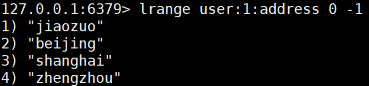 127.0.0.1:6379> lrange user:1:address 0 -1
1) "jiaozuo"
2) "beijing"
3) "shanghai"
4) "zhengzhou"